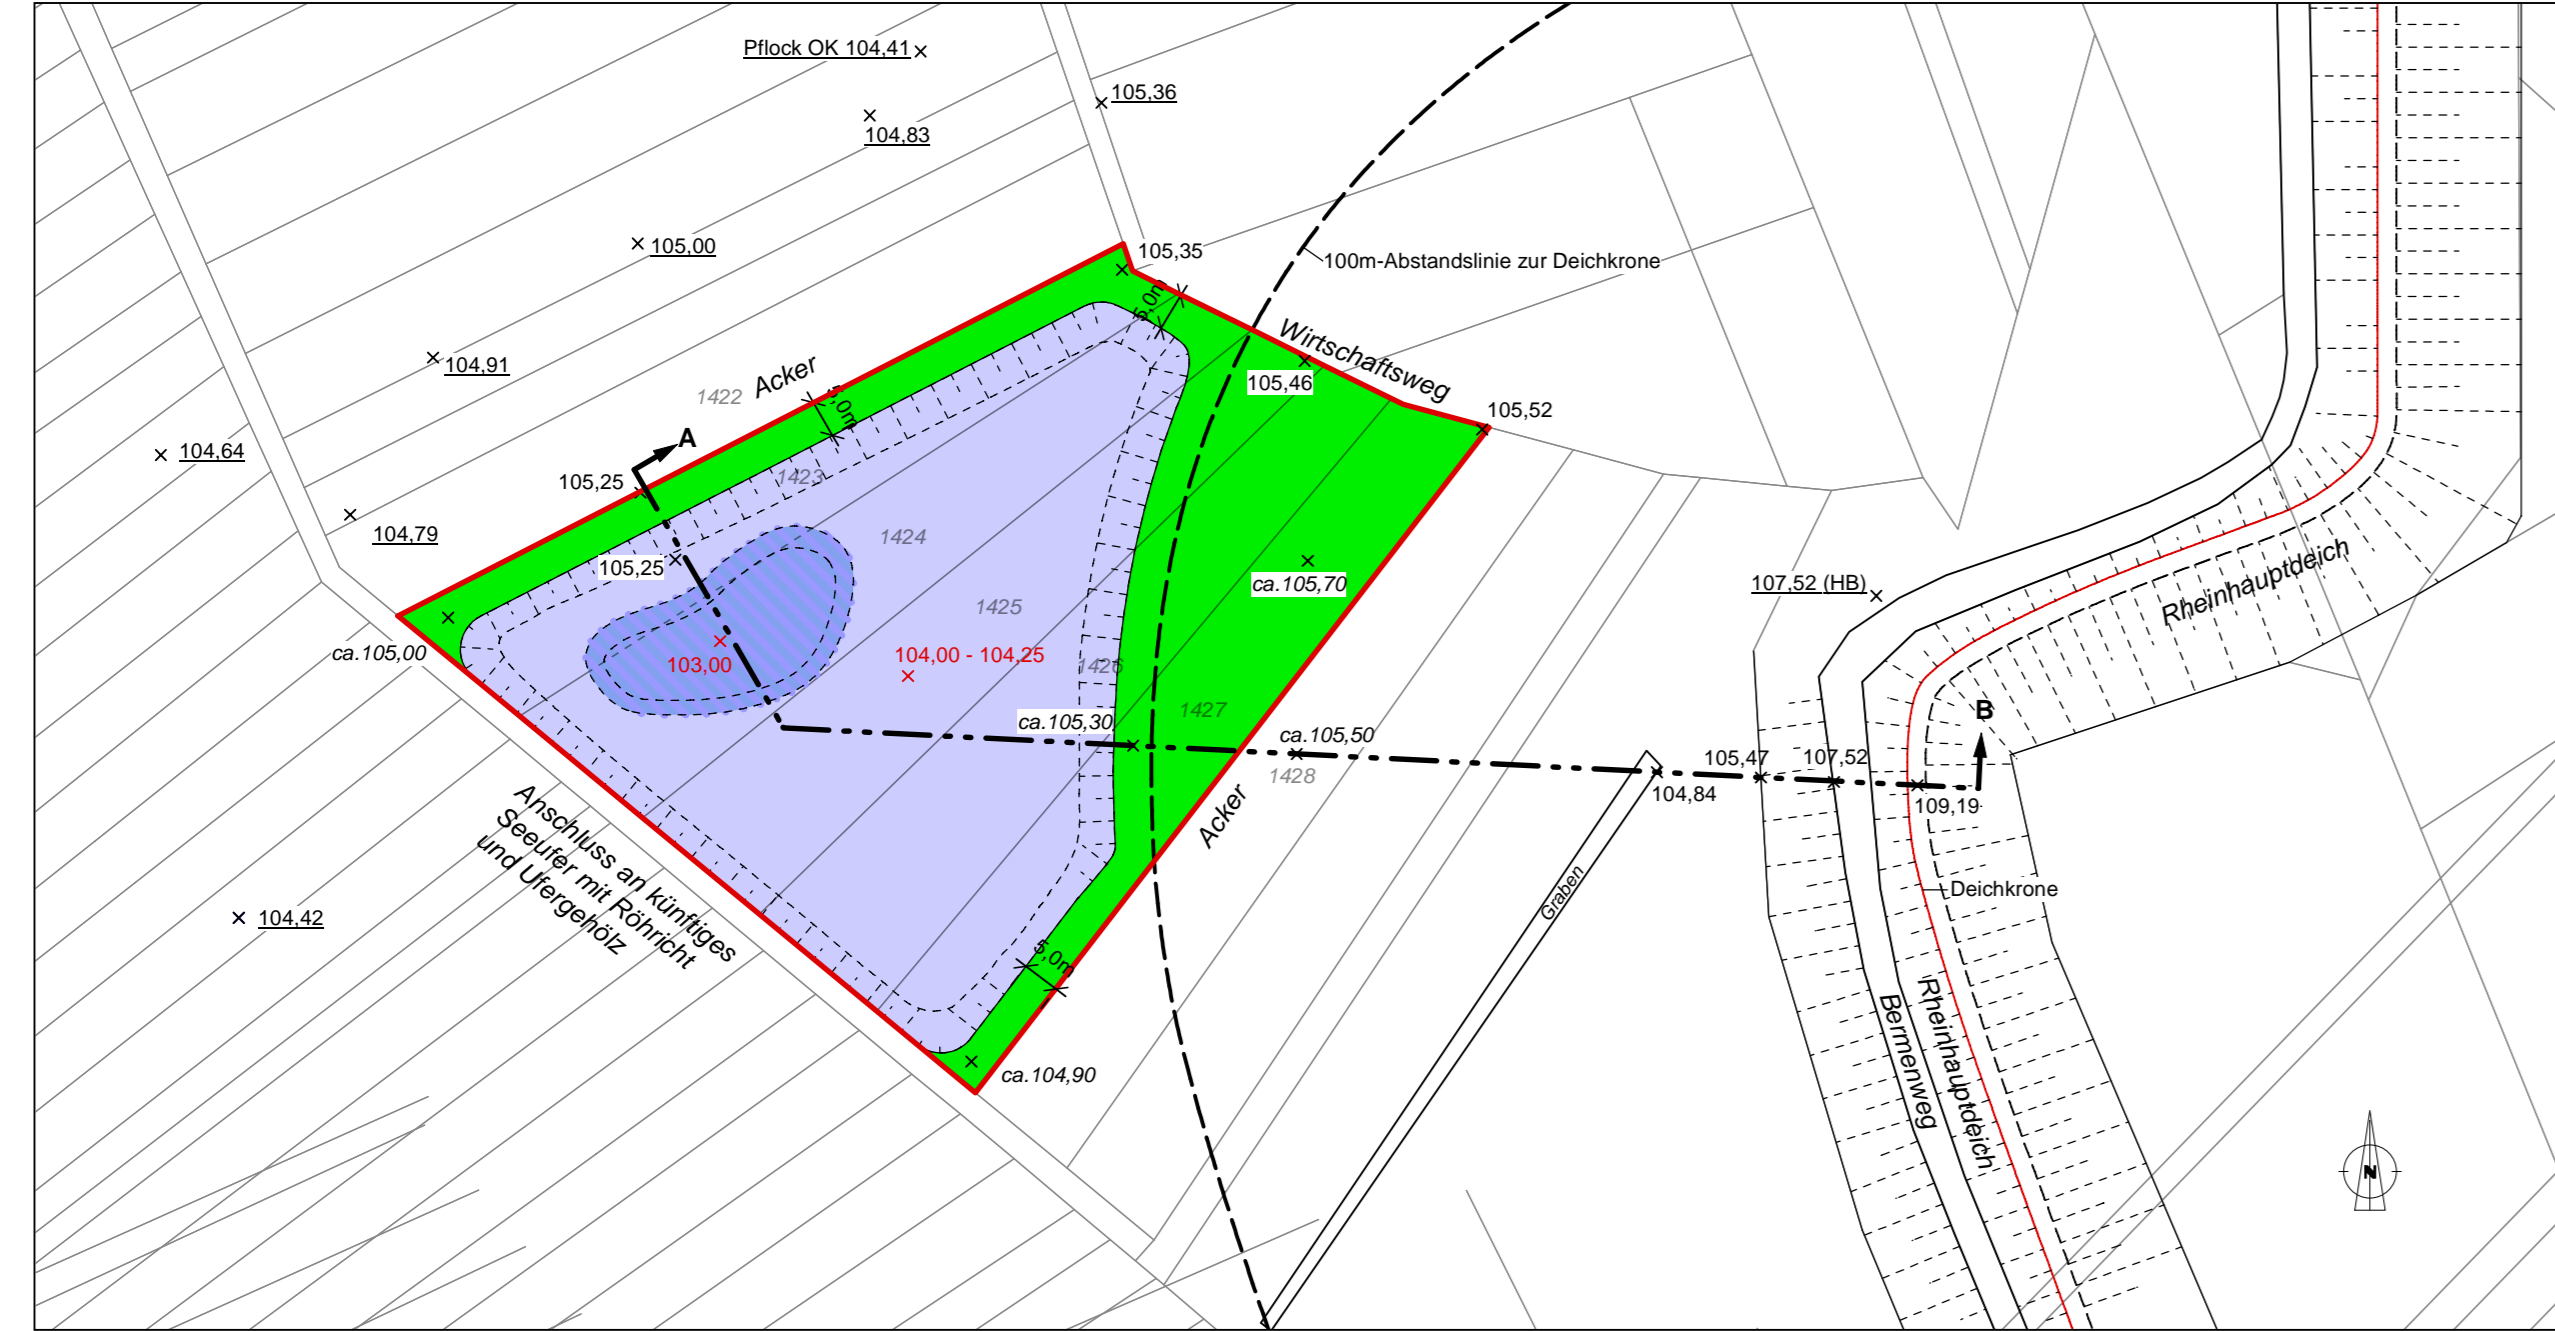 Pflock OK 104,41
105,36
104,83
105,00
105,35
100m-Abstandslinie zur Deichkrone
5,0m
Wirtschaftsweg
104,91
1422
Acker
5,0m
105,46
105,52
A
104,64
1423
105,25
104,79
1424
105,25
ca.105,70
107,52 (HB)
Rheinhauptdeich
1425
ca.105,00
103,00
104,00 - 104,25
1426
1427
ca.105,30
ca.105,50
1428
B
105,47
107,52
104,84
109,19
Acker
Anschluss an künftiges
Seeufer mit Röhricht
und Ufergehölz
Graben
Deichkrone
104,42
5,0m
Bermenweg
Rheinhauptdeich
ca.104,90
N